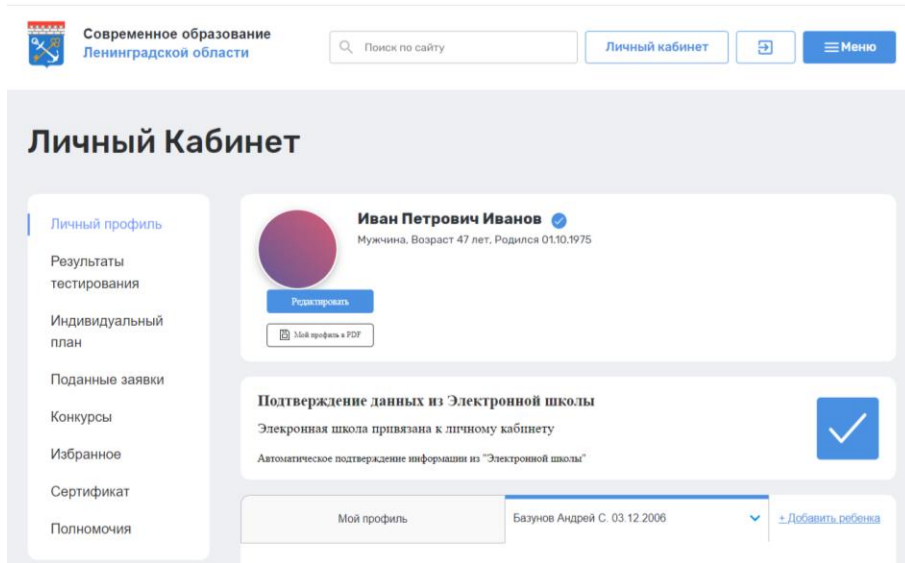 Современное образование
Ленинградской области
Поиск по сайту
Личный кабинет
Меню
Личный Кабинет
Личный профиль
Результаты
тестирования
Индивидуальный
план
Поданные заявки
Конкурсы
Избранное
Сертификат
Полномочия
Иван Петрович Иванов
Мужчина, Возраст 47 лет, Родился 01.10.1975
Редактировать
Мой профиль в PDF
Подтверждение данных из Электронной школы
Элекронная школа привязана к личному кабинету
Автоматическое подтверждение информации из "Электронной школы"
Мой профиль
Базунов Андрей С. 03.12.2006
+ Добавить ребенка